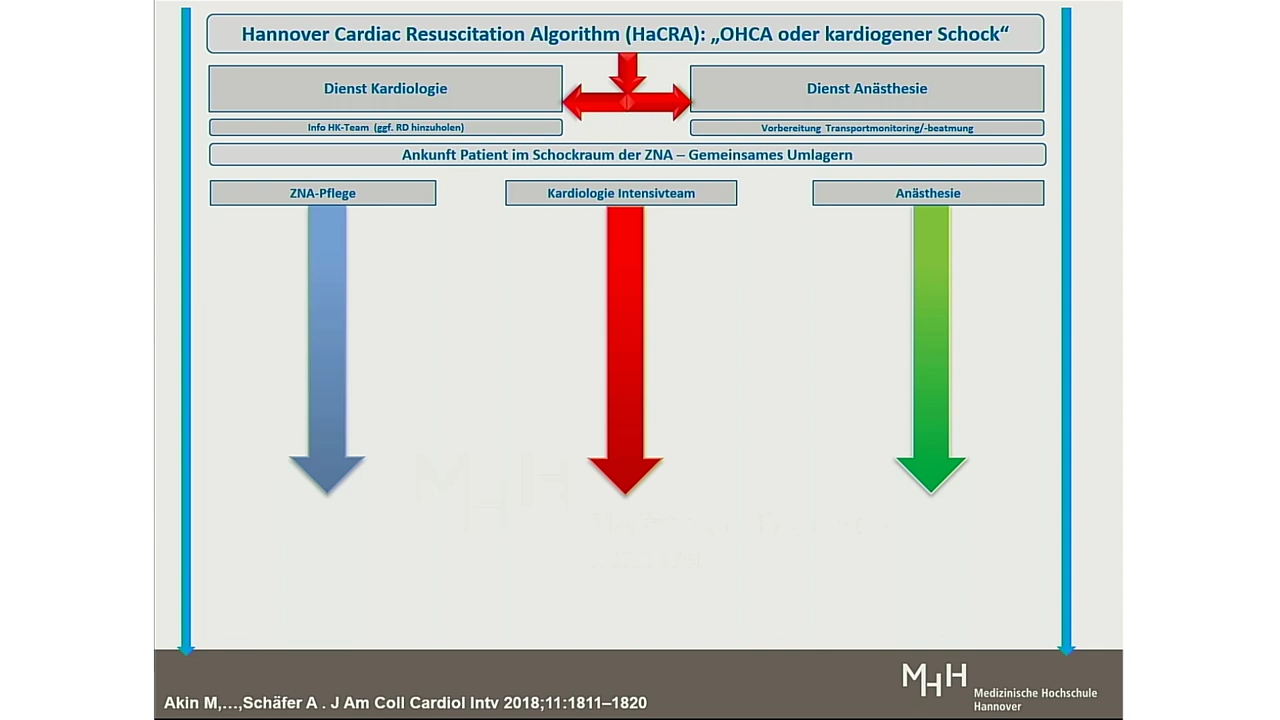 Hannover Cardiac Resuscitation Algorithm (HaCRA): „OHCA oder kardiogener Schock“
Dienst Kardiologie
Dienst Anästhesie
Info HK-Team (ggf. RD hinzuholen)
Vorbereitung Transportmonitoring/-beatmung
Ankunft Patient im Schockraum der ZNA – Gemeinsames Umlagern
ZNA-Pflege
Kardiologie Intensivteam
Anästhesie
Akin M,…,Schäfer A . J Am Coll Cardiol Intv 2018;11:1811–1820
MHH
Medizinische Hochschule
Hannover